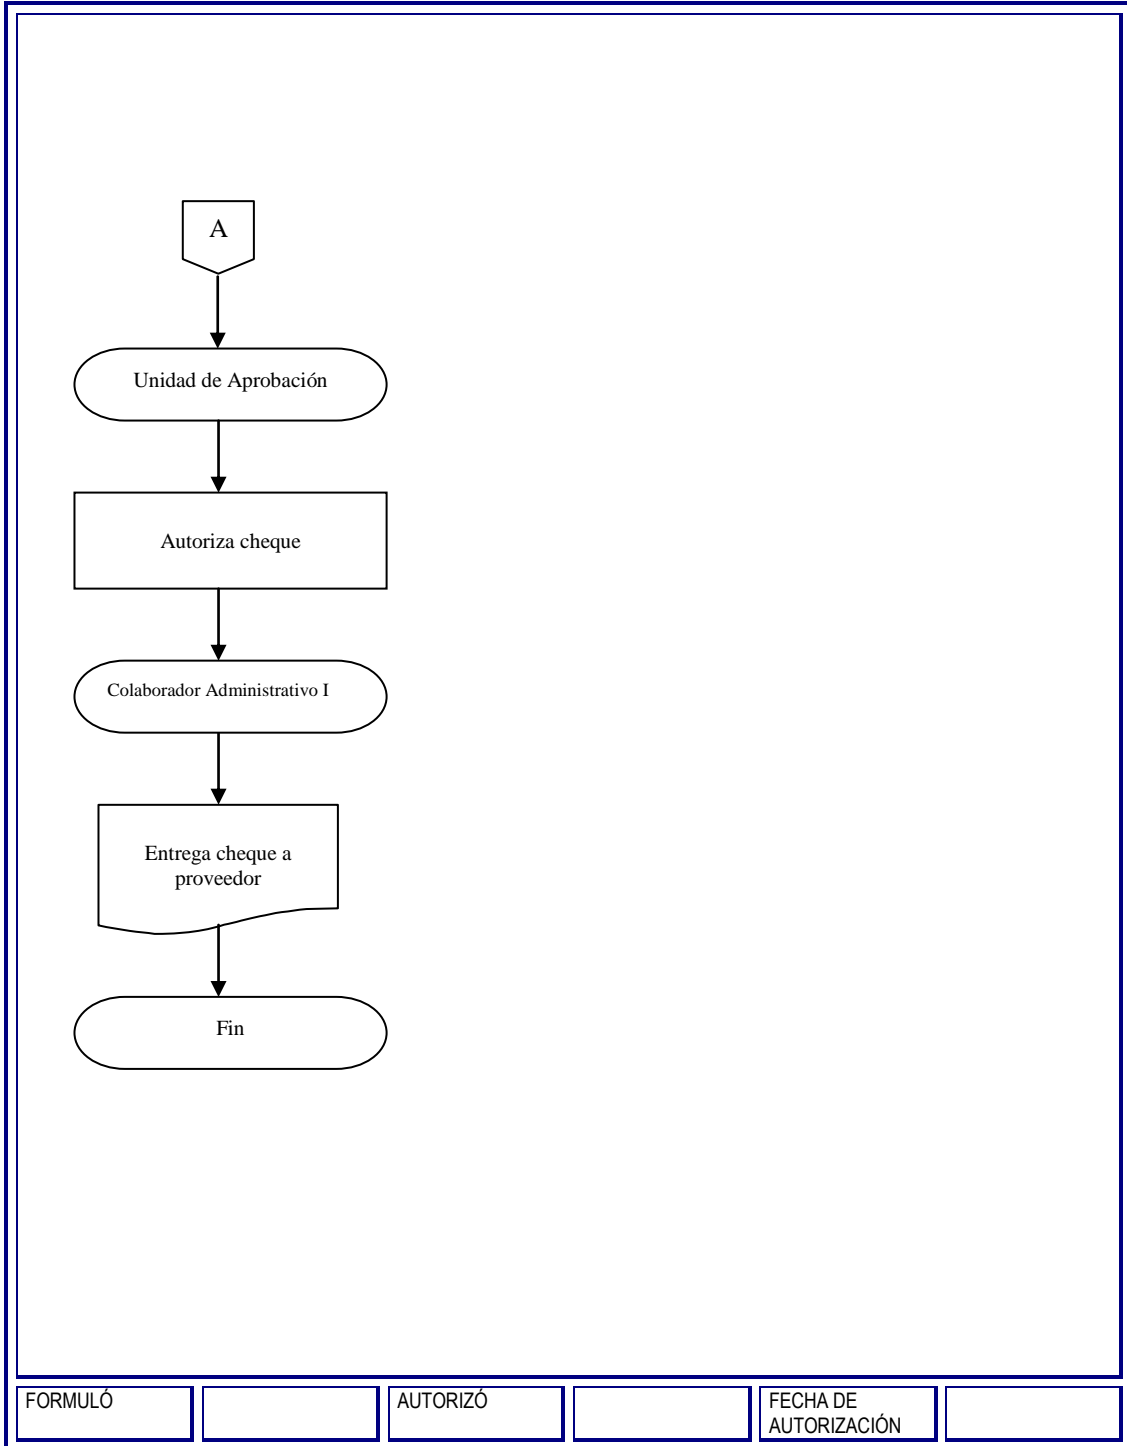 A
Unidad de Aprobación
Autoriza cheque
Colaborador Administrativo I
Entrega cheque a
proveedor
Fin
FORMULÓ
AUTORIZÓ
FECHA DE
AUTORIZACIÓN